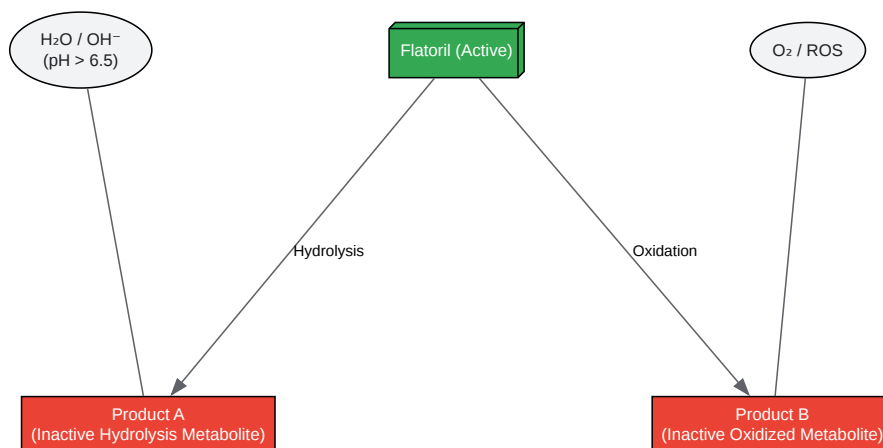 H₂O / OH⁻
(pH > 6.5)
Flatoril (Active)
O₂ / ROS
Hydrolysis
Oxidation
Product A
(Inactive Hydrolysis Metabolite)
Product B
(Inactive Oxidized Metabolite)